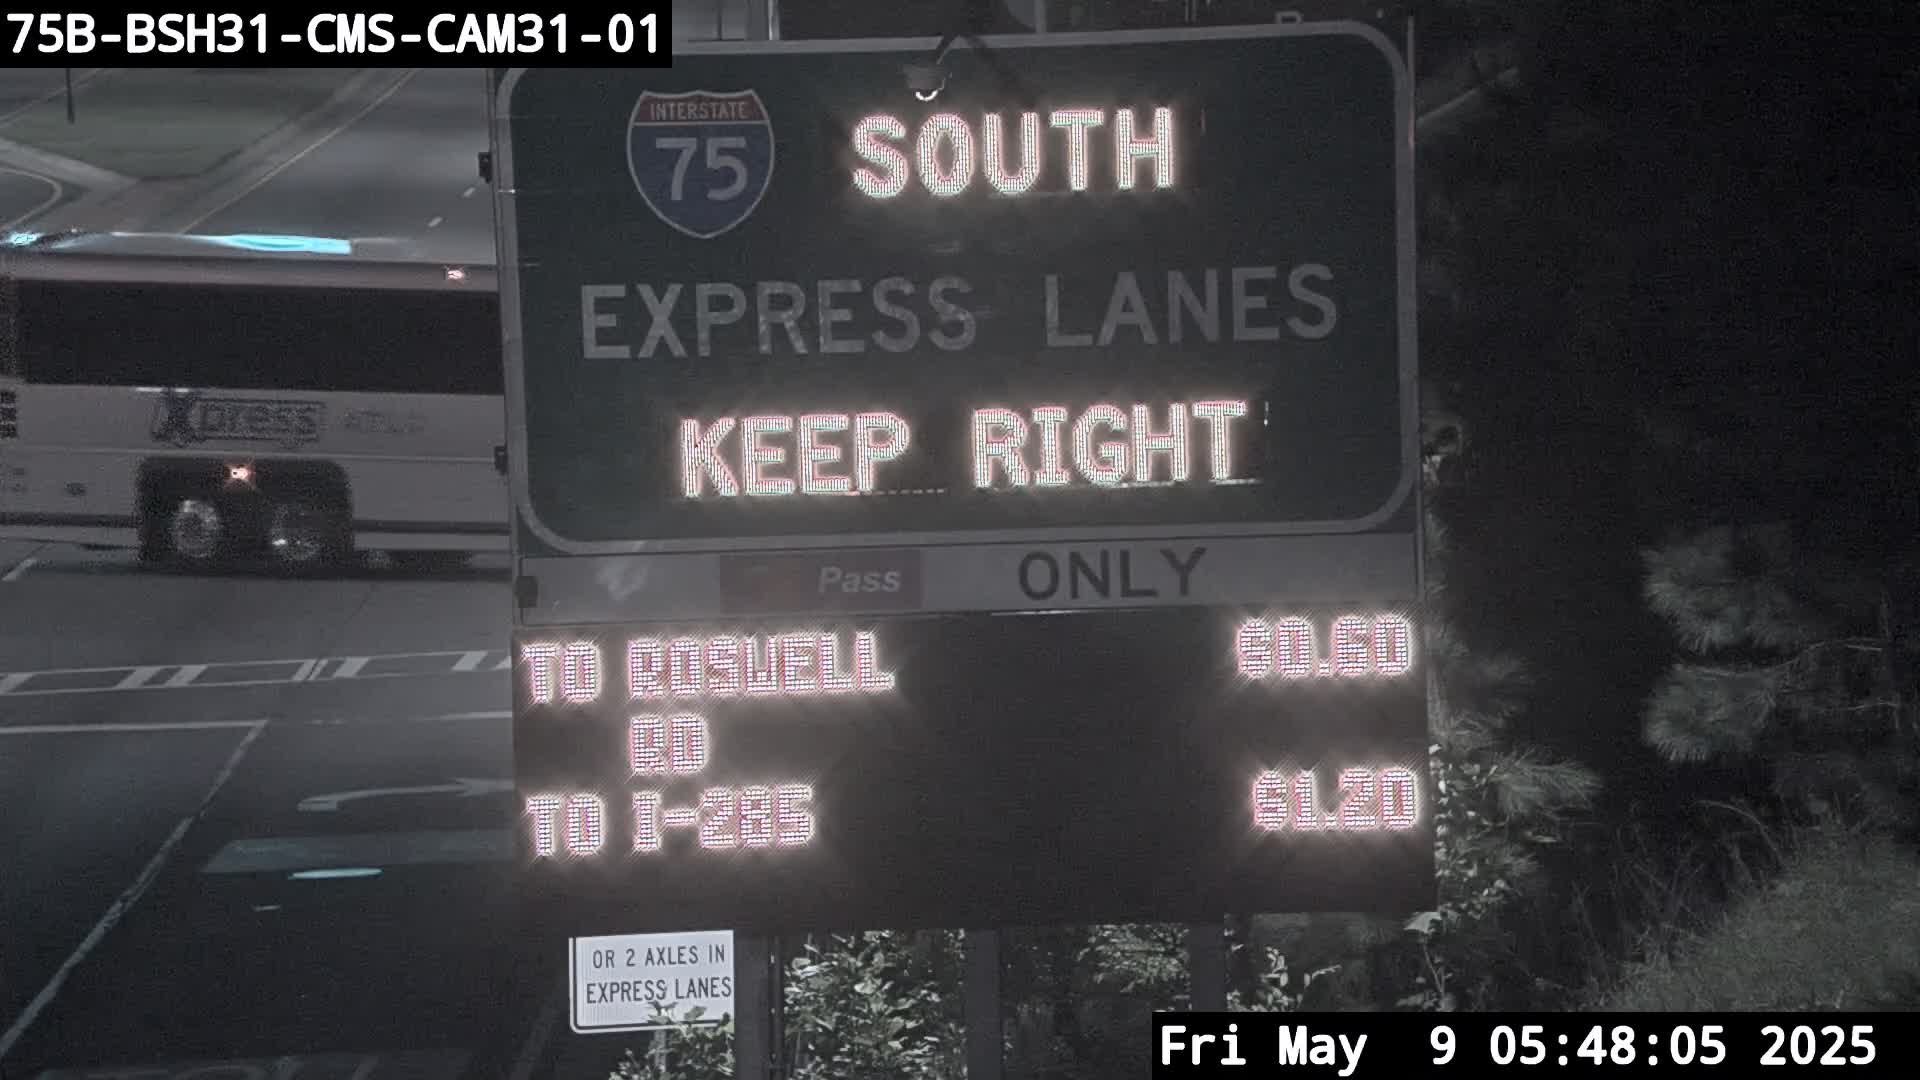 75B-BSH31-CMS-CAM31-01
INTERSTATE
75
SOUTH
EXPRESS LANES
KEEP RIGHT
Xpress
Pass ONLY
TO ROSWELL $0.60
RD
TO I-285 $1.20
OR 2 AXLES IN
EXPRESS LANES
Fri May 9 05:48:05 2025